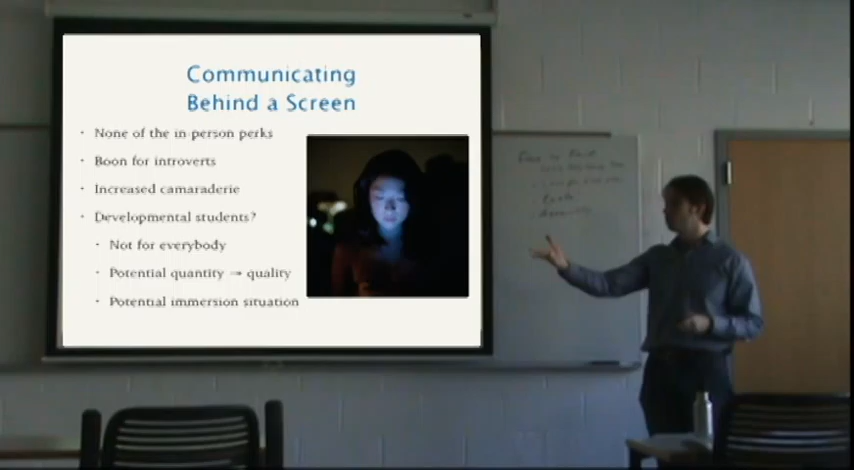 Communicating
Behind a Screen
· None of the in person perks
· Boon for introverts
· Increased camaraderie
· Developmental students?
· Not for everybody
· Potential quantity → quality
· Potential immersion situation